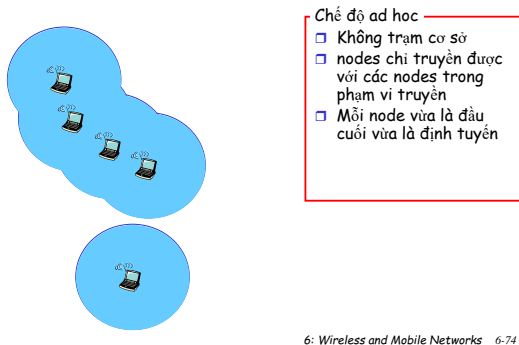 Chế độ ad hoc
Không trạm cơ sở
nodes chỉ truyền được
với các nodes trong
phạm vi truyền
Mỗi node vừa là đầu
cuối vừa là định tuyến
6: Wireless and Mobile Networks 6-74